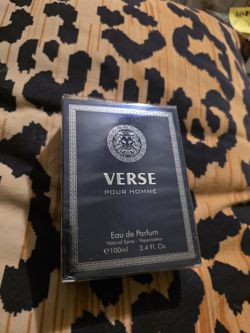 VERSE
POUR HOMME
Eau de Parfum
Natural Spray - Vaporisateur
℮100ml 3.4 Fl. Oz.